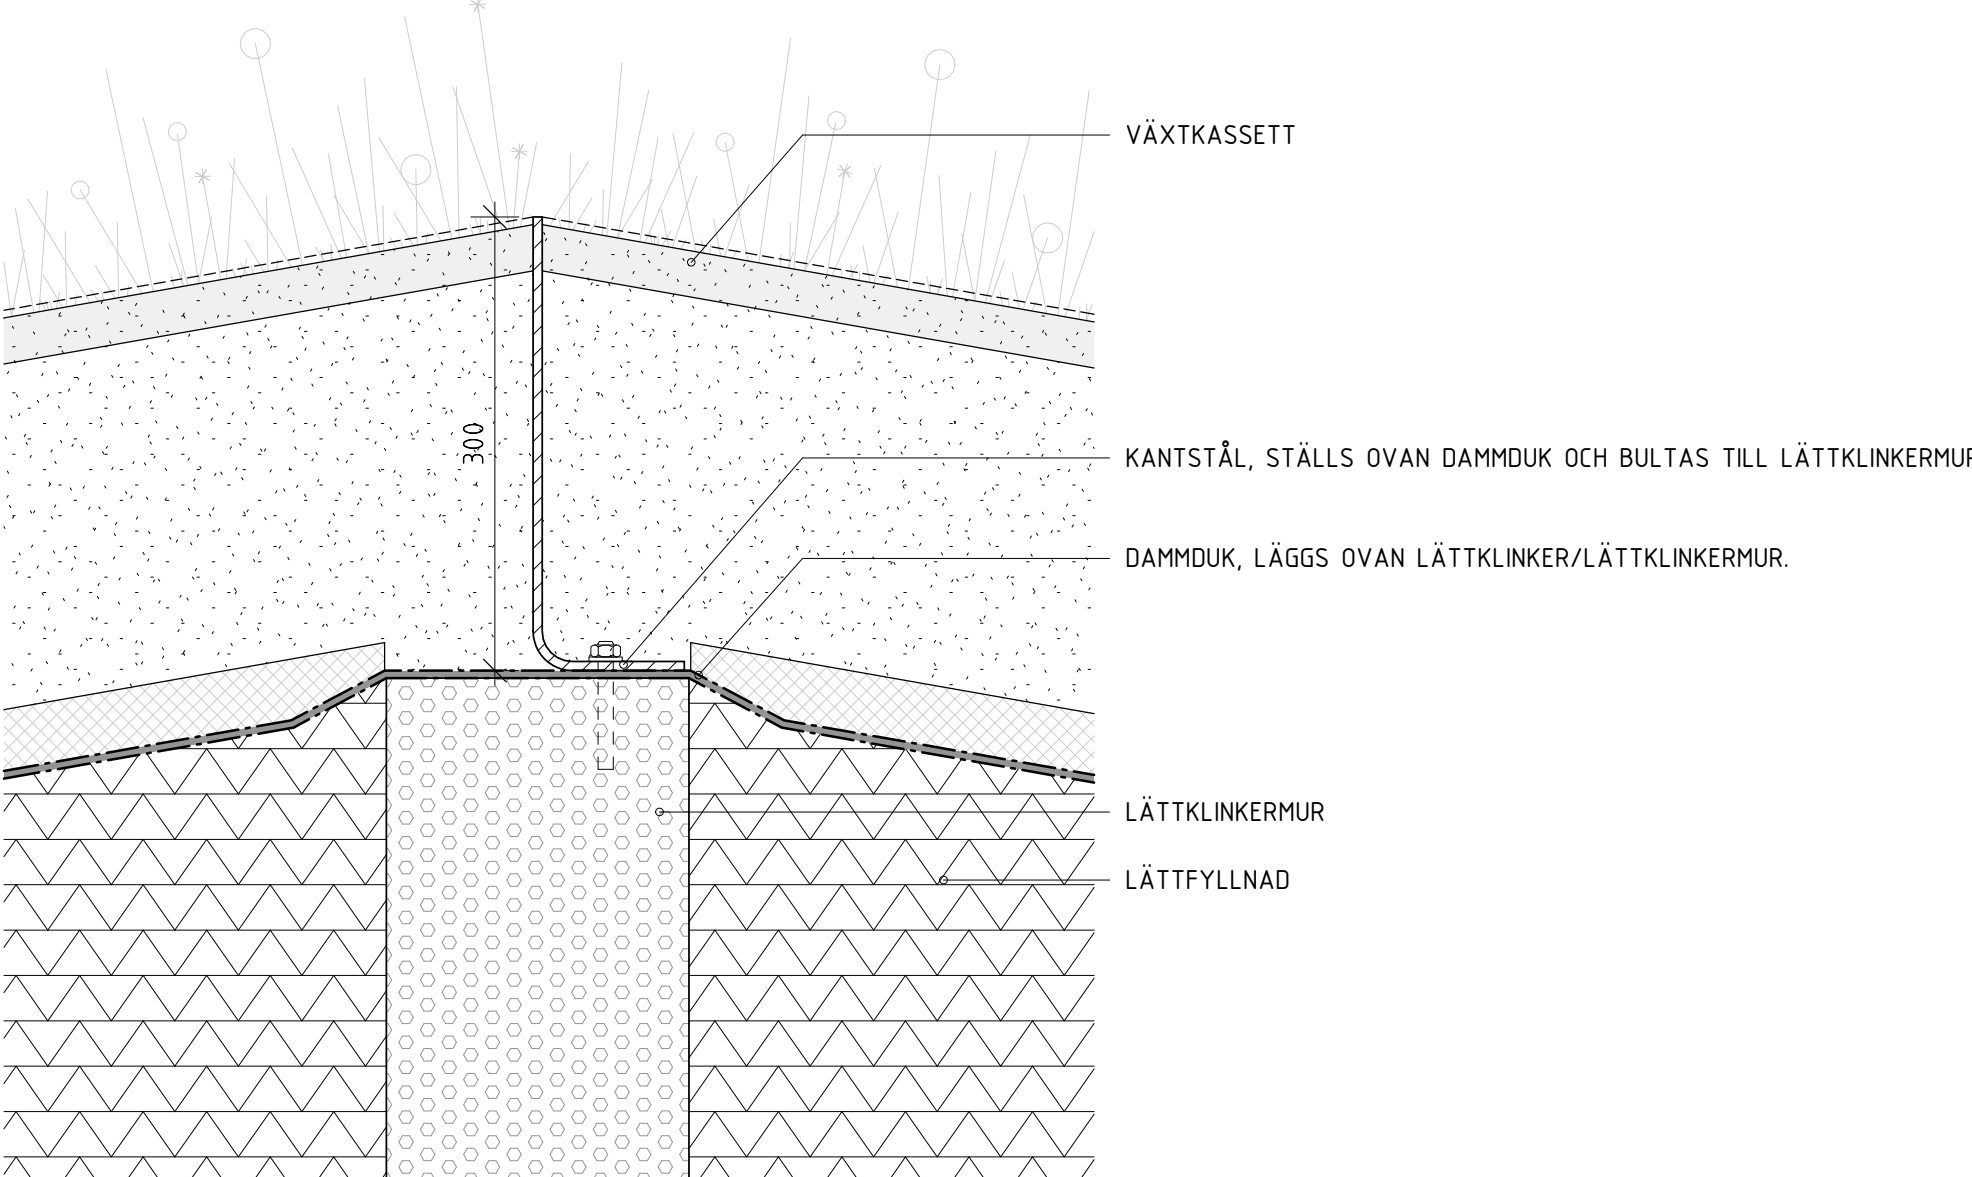 VÄXTKASSETT
300
KANTSTÅL, STÄLLS OVAN DAMMDUK OCH BULTAS TILL LÄTTKLINKERMUR
DAMMDUK, LÄGGS OVAN LÄTTKLINKER/LÄTTKLINKERMUR.
LÄTTKLINKERMUR
LÄTTFYLLNAD